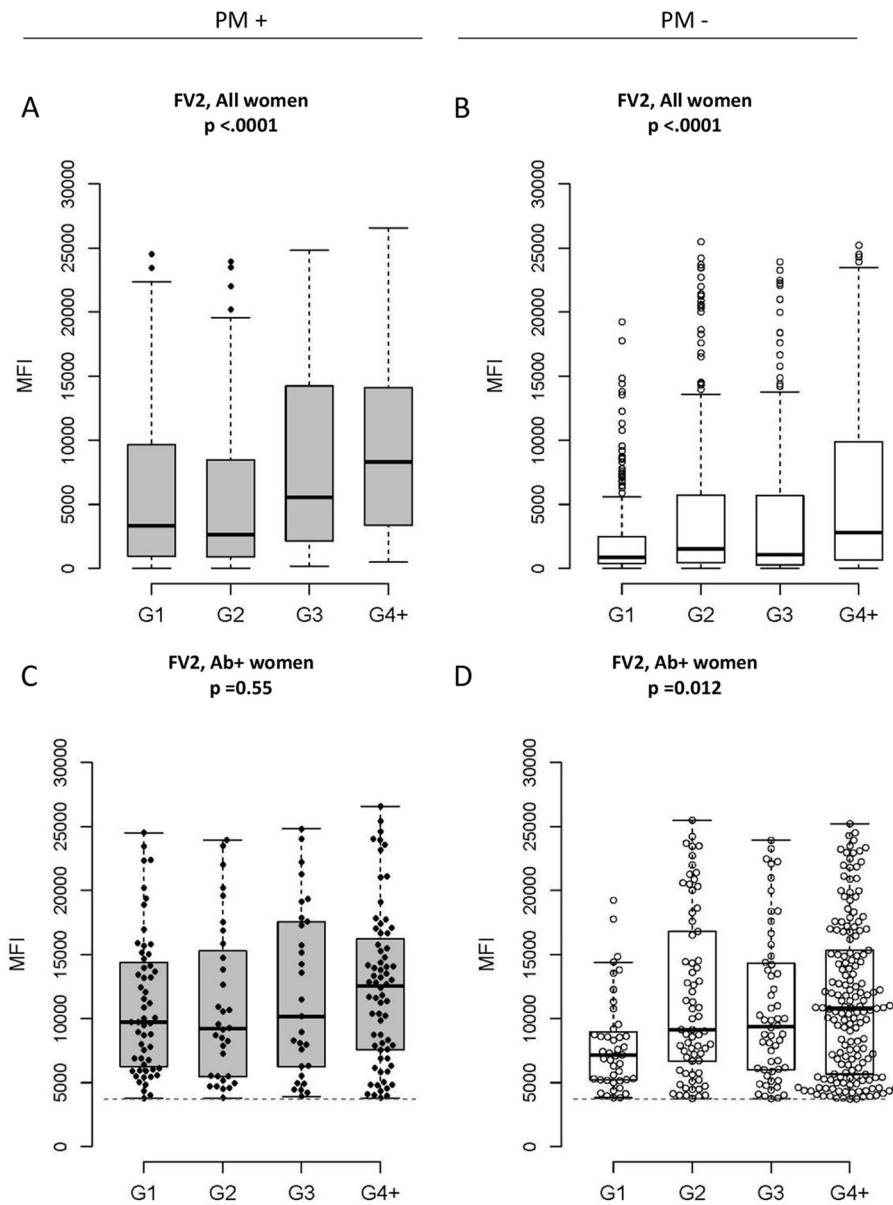 PM +
PM -
A
FV2, All women
p <.0001
B
FV2, All women
p <.0001
MFI
30000
25000
20000
15000
10000
5000
0
G1 G2 G3 G4+
MFI
30000
25000
20000
15000
10000
5000
0
G1 G2 G3 G4+
C
FV2, Ab+ women
p =0.55
D
FV2, Ab+ women
p =0.012
MFI
30000
25000
20000
15000
10000
5000
0
G1 G2 G3 G4+
MFI
30000
25000
20000
15000
10000
5000
0
G1 G2 G3 G4+